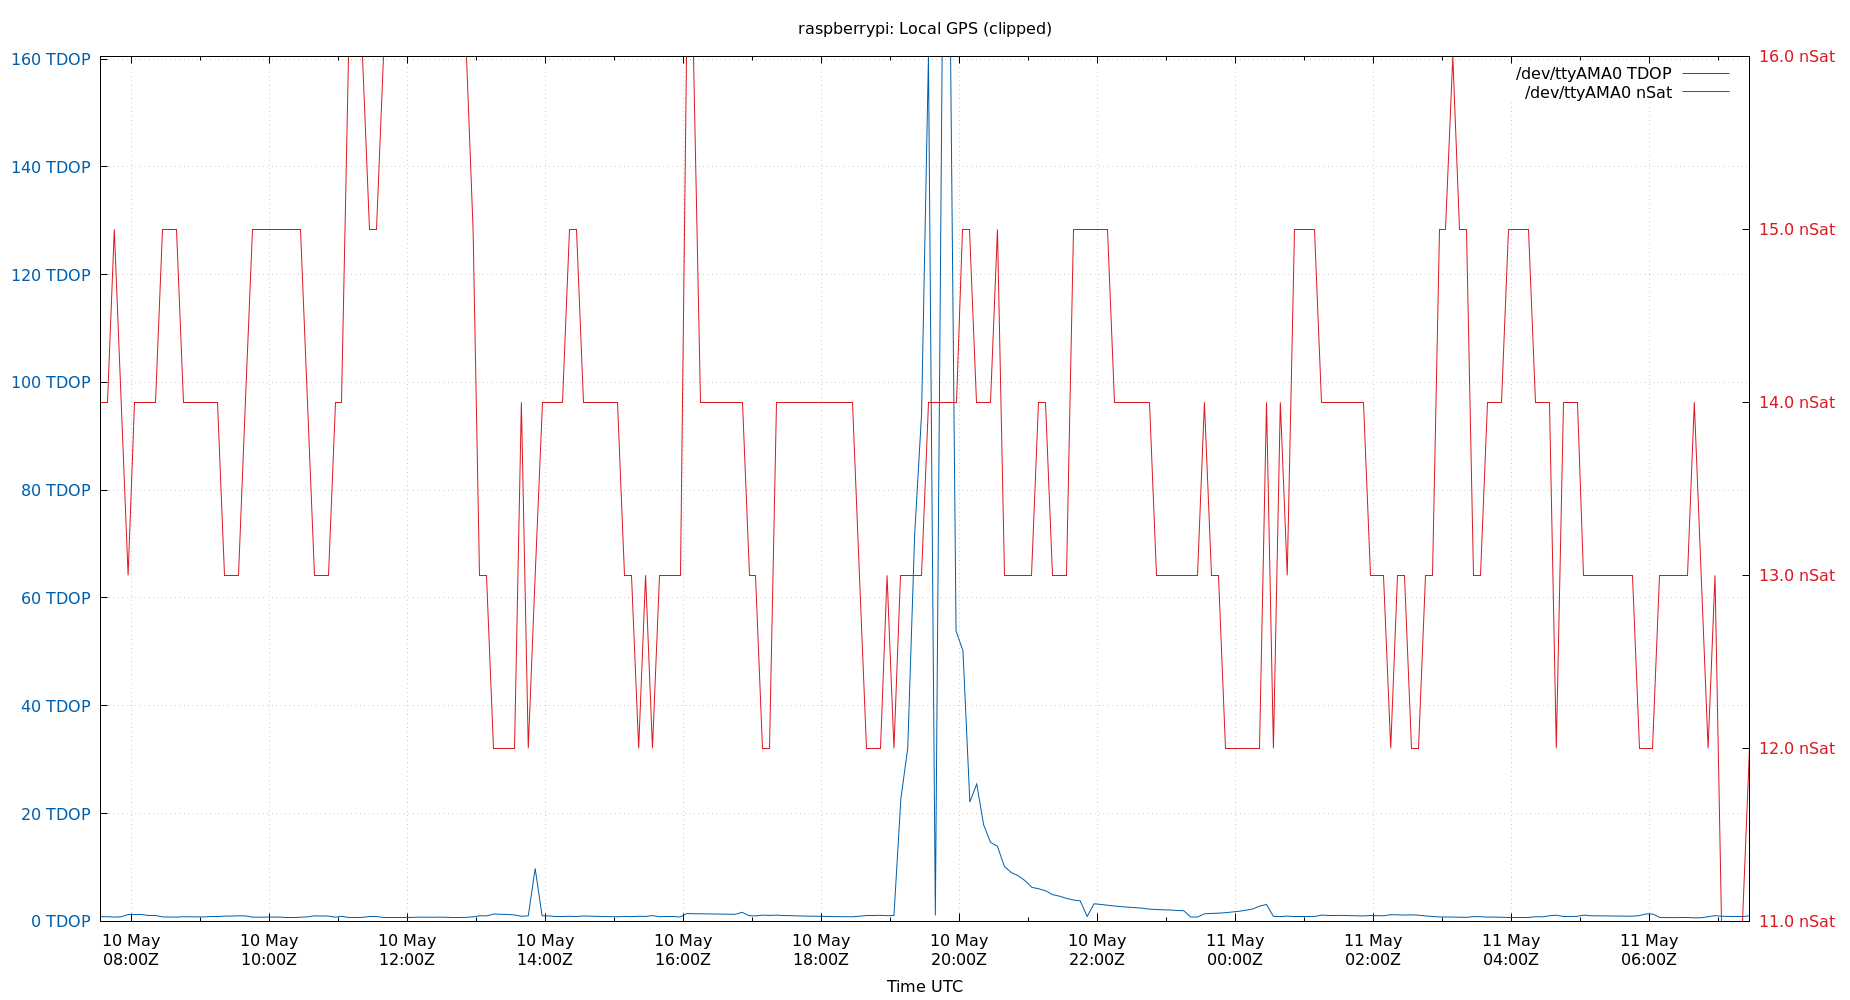 raspberrypi: Local GPS (clipped)
160 TDOP
140 TDOP
120 TDOP
100 TDOP
80 TDOP
60 TDOP
40 TDOP
20 TDOP
0 TDOP
16.0 nSat
15.0 nSat
14.0 nSat
13.0 nSat
12.0 nSat
11.0 nSat
/dev/ttyAMA0 TDOP
/dev/ttyAMA0 nSat
10 May 10 May 10 May 10 May 10 May 10 May 10 May 10 May 11 May 11 May 11 May 11 May
08:00Z 10:00Z 12:00Z 14:00Z 16:00Z 18:00Z 20:00Z 22:00Z 00:00Z 02:00Z 04:00Z 06:00Z
Time UTC